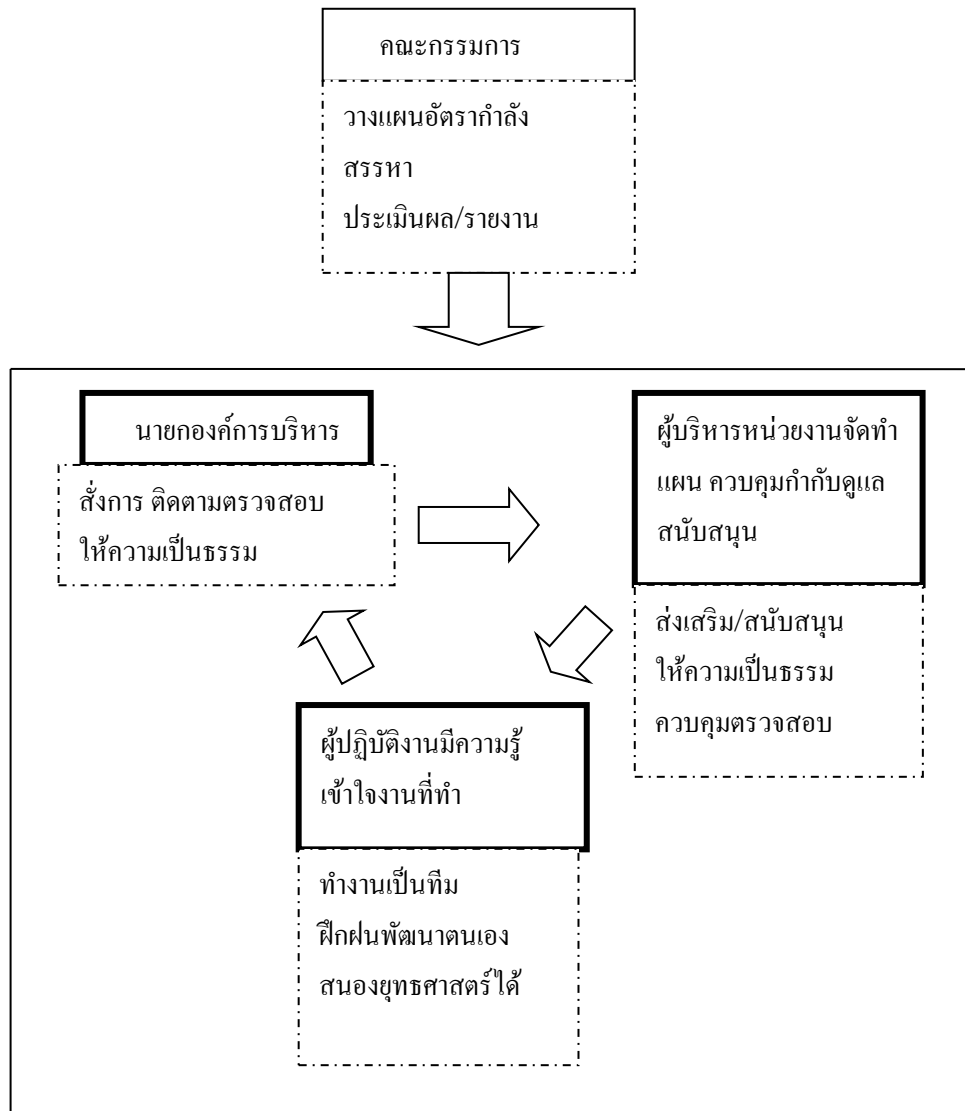 คณะกรรมการ
วางแผนอัตรากำลัง
สรรหา
ประเมินผล/รายงาน
นายกองค์การบริหาร
สั่งการ ติดตามตรวจสอบ
ให้ความเป็นธรรม
ผู้บริหารหน่วยงานจัดทำ
แผน ควบคุมกำกับดูแล
สนับสนุน
ส่งเสริม/สนับสนุน
ให้ความเป็นธรรม
ควบคุมตรวจสอบ
ผู้ปฏิบัติงานมีความรู้
เข้าใจงานที่ทำ
ทำงานเป็นทีม
ฝึกฝนพัฒนาตนเอง
สนองยุทธศาสตร์ได้